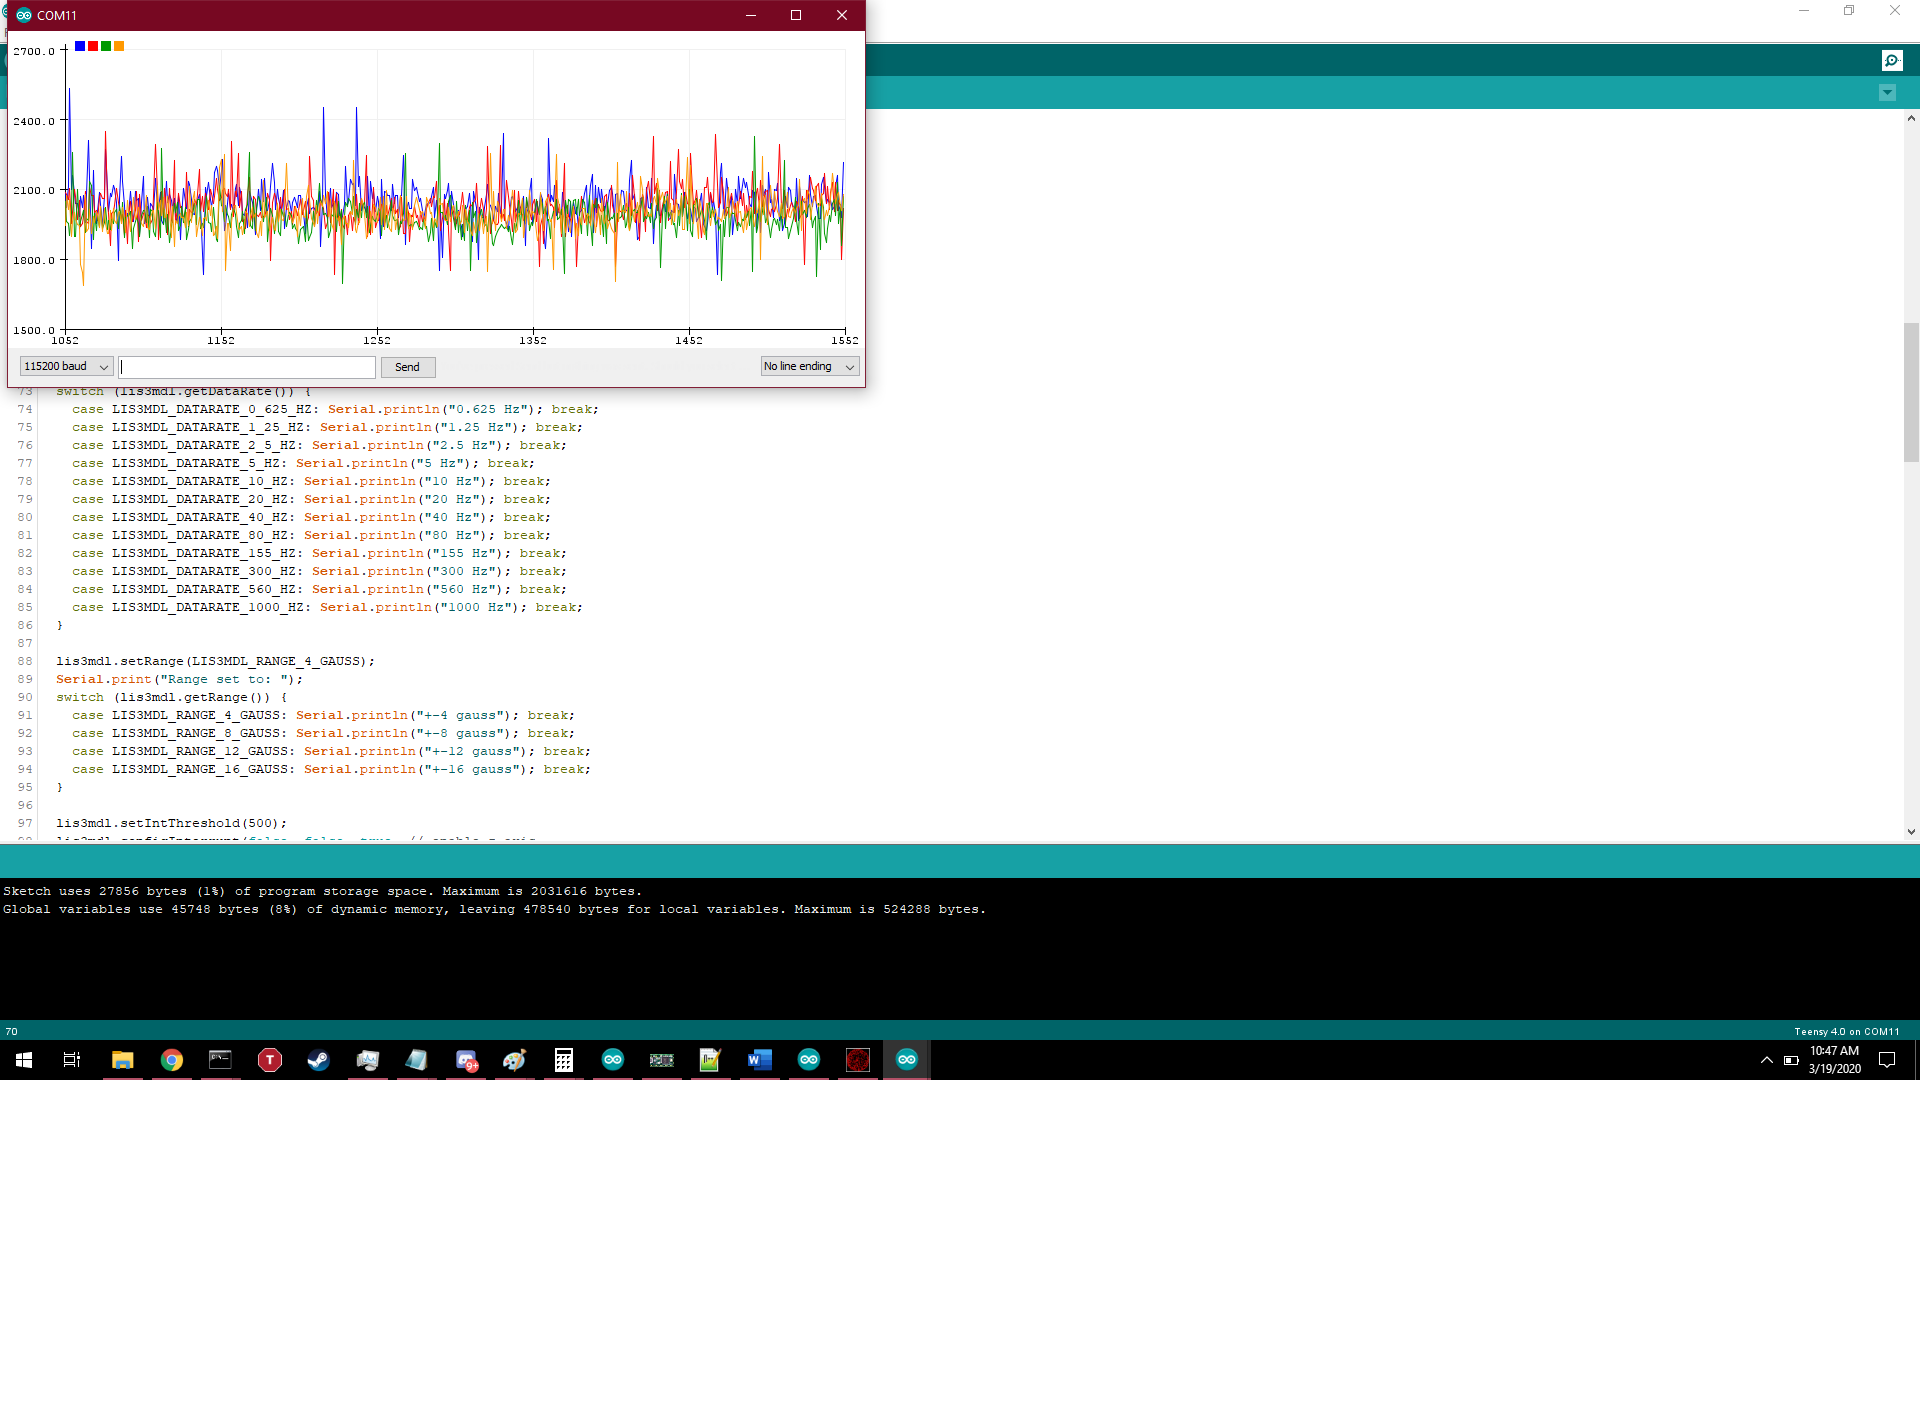 COM11
2700.0
2400.0
2100.0
1800.0
1500.0
1052 1152 1252 1352 1452 1552
115200 baud Send No line ending
73 switch (lis3mdl.getDataRate()) {
74 case LIS3MDL_DATARATE_0_625_HZ: Serial.println("0.625 Hz"); break;
75 case LIS3MDL_DATARATE_1_25_HZ: Serial.println("1.25 Hz"); break;
76 case LIS3MDL_DATARATE_2_5_HZ: Serial.println("2.5 Hz"); break;
77 case LIS3MDL_DATARATE_5_HZ: Serial.println("5 Hz"); break;
78 case LIS3MDL_DATARATE_10_HZ: Serial.println("10 Hz"); break;
79 case LIS3MDL_DATARATE_20_HZ: Serial.println("20 Hz"); break;
80 case LIS3MDL_DATARATE_40_HZ: Serial.println("40 Hz"); break;
81 case LIS3MDL_DATARATE_80_HZ: Serial.println("80 Hz"); break;
82 case LIS3MDL_DATARATE_155_HZ: Serial.println("155 Hz"); break;
83 case LIS3MDL_DATARATE_300_HZ: Serial.println("300 Hz"); break;
84 case LIS3MDL_DATARATE_560_HZ: Serial.println("560 Hz"); break;
85 case LIS3MDL_DATARATE_1000_HZ: Serial.println("1000 Hz"); break;
86 }
87
88 lis3mdl.setRange(LIS3MDL_RANGE_4_GAUSS);
89 Serial.print("Range set to: ");
90 switch (lis3mdl.getRange()) {
91 case LIS3MDL_RANGE_4_GAUSS: Serial.println("+-4 gauss"); break;
92 case LIS3MDL_RANGE_8_GAUSS: Serial.println("+-8 gauss"); break;
93 case LIS3MDL_RANGE_12_GAUSS: Serial.println("+-12 gauss"); break;
94 case LIS3MDL_RANGE_16_GAUSS: Serial.println("+-16 gauss"); break;
95 }
96
97 lis3mdl.setIntThreshold(500);
Sketch uses 27856 bytes (1%) of program storage space. Maximum is 2031616 bytes.
Global variables use 45748 bytes (8%) of dynamic memory, leaving 478540 bytes for local variables. Maximum is 524288 bytes.
70 Teensy 4.0 on COM11
T 9+ W 10:47 AM
3/19/2020